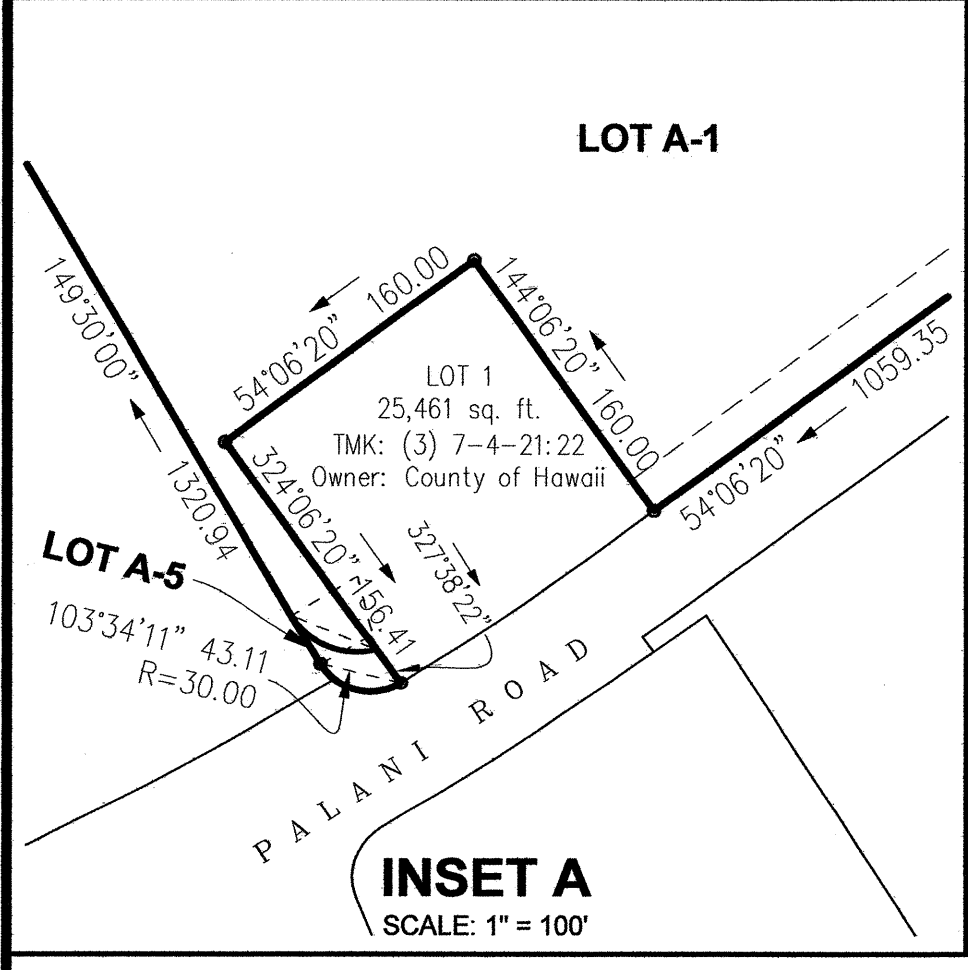 LOT A-1
149°30'00"
1320.94
54°06'20"
160.00
144°06'20"
160.00
1059.35
54°06'20"
LOT 1
25,461 sq. ft.
TMK: (3) 7-4-21:22
Owner: County of Hawaii
324°06'20"
156.41
327°38'22"
LOT A-5
103°34'11" 43.11
R=30.00
PALANI ROAD
INSET A
SCALE: 1" = 100'